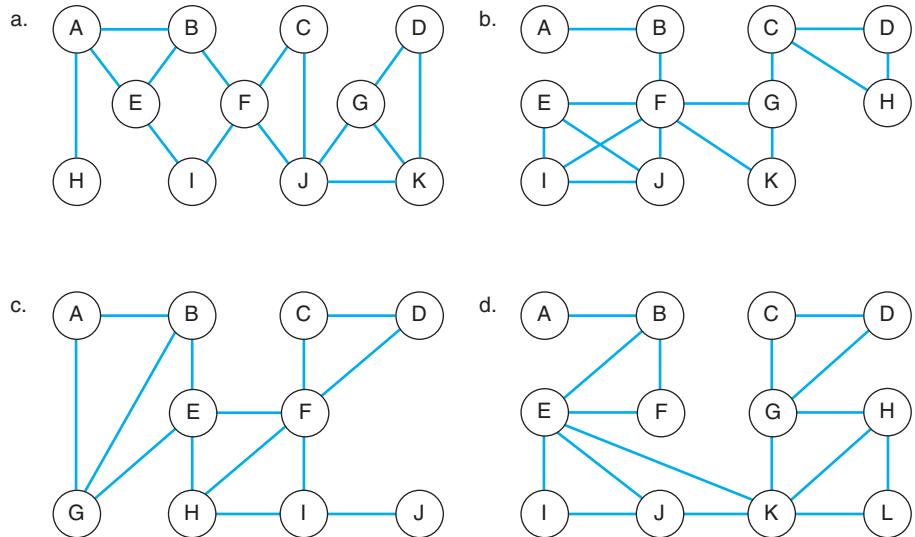 a.
A B C D
E F G
H I J K
b.
A B C D
E F G H
I J K
c.
A B C D
E F
G H I J
d.
A B C D
E F G H
I J K L